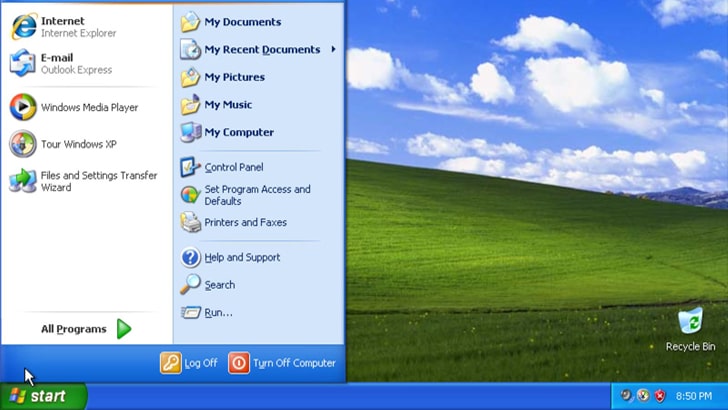 Internet
Internet Explorer
E-mail
Outlook Express
Windows Media Player
Tour Windows XP
Files and Settings Transfer
Wizard
All Programs
My Documents
My Recent Documents
My Pictures
My Music
My Computer
Control Panel
Set Program Access and
Defaults
Printers and Faxes
Help and Support
Search
Run...
Log Off
Turn Off Computer
Recycle Bin
start
8:50 PM